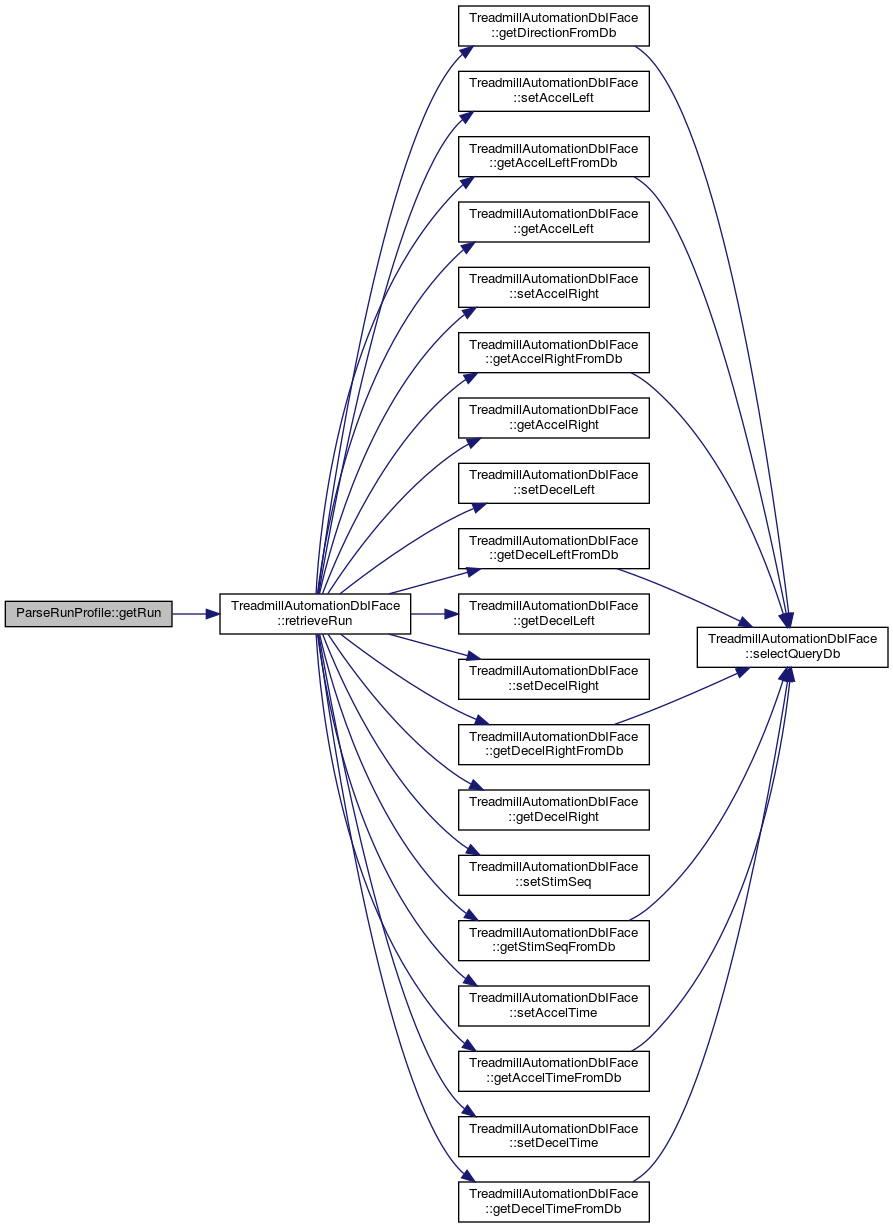 TreadmillAutomationDbIFace
::getDirectionFromDb
TreadmillAutomationDbIFace
::setAccelLeft
TreadmillAutomationDbIFace
::getAccelLeftFromDb
TreadmillAutomationDbIFace
::getAccelLeft
TreadmillAutomationDbIFace
::setAccelRight
TreadmillAutomationDbIFace
::getAccelRightFromDb
TreadmillAutomationDbIFace
::getAccelRight
TreadmillAutomationDbIFace
::setDecelLeft
TreadmillAutomationDbIFace
::getDecelLeftFromDb
ParseRunProfile::getRun
TreadmillAutomationDbIFace
::retrieveRun
TreadmillAutomationDbIFace
::getDecelLeft
TreadmillAutomationDbIFace
::selectQueryDb
TreadmillAutomationDbIFace
::setDecelRight
TreadmillAutomationDbIFace
::getDecelRightFromDb
TreadmillAutomationDbIFace
::getDecelRight
TreadmillAutomationDbIFace
::setStimSeq
TreadmillAutomationDbIFace
::getStimSeqFromDb
TreadmillAutomationDbIFace
::setAccelTime
TreadmillAutomationDbIFace
::getAccelTimeFromDb
TreadmillAutomationDbIFace
::setDecelTime
TreadmillAutomationDbIFace
::getDecelTimeFromDb